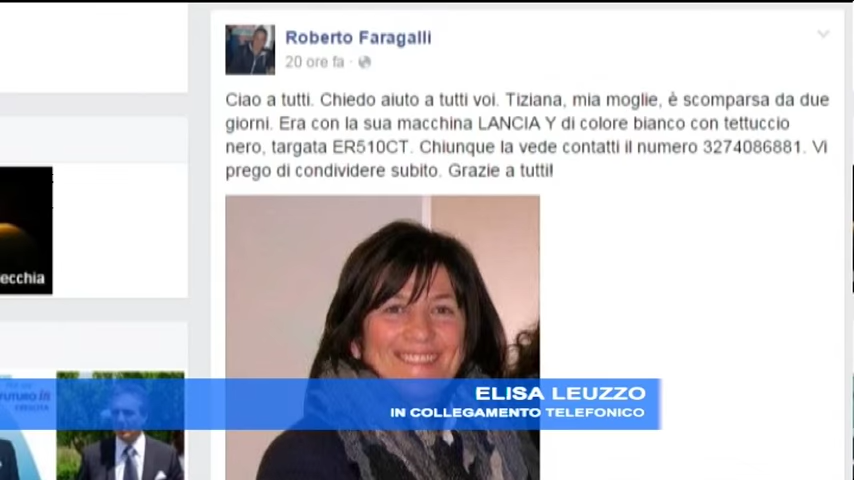 Roberto Faragalli
20 ore fa ·
Ciao a tutti. Chiedo aiuto a tutti voi. Tiziana, mia moglie, è scomparsa da due
giorni. Era con la sua macchina LANCIA Y di colore bianco con tettuccio
nero, targata ER510CT. Chiunque la vede contatti il numero 3274086881. Vi
prego di condividere subito. Grazie a tutti!
ecchia
FUTURO in
ELISA LEUZZO
IN COLLEGAMENTO TELEFONICO